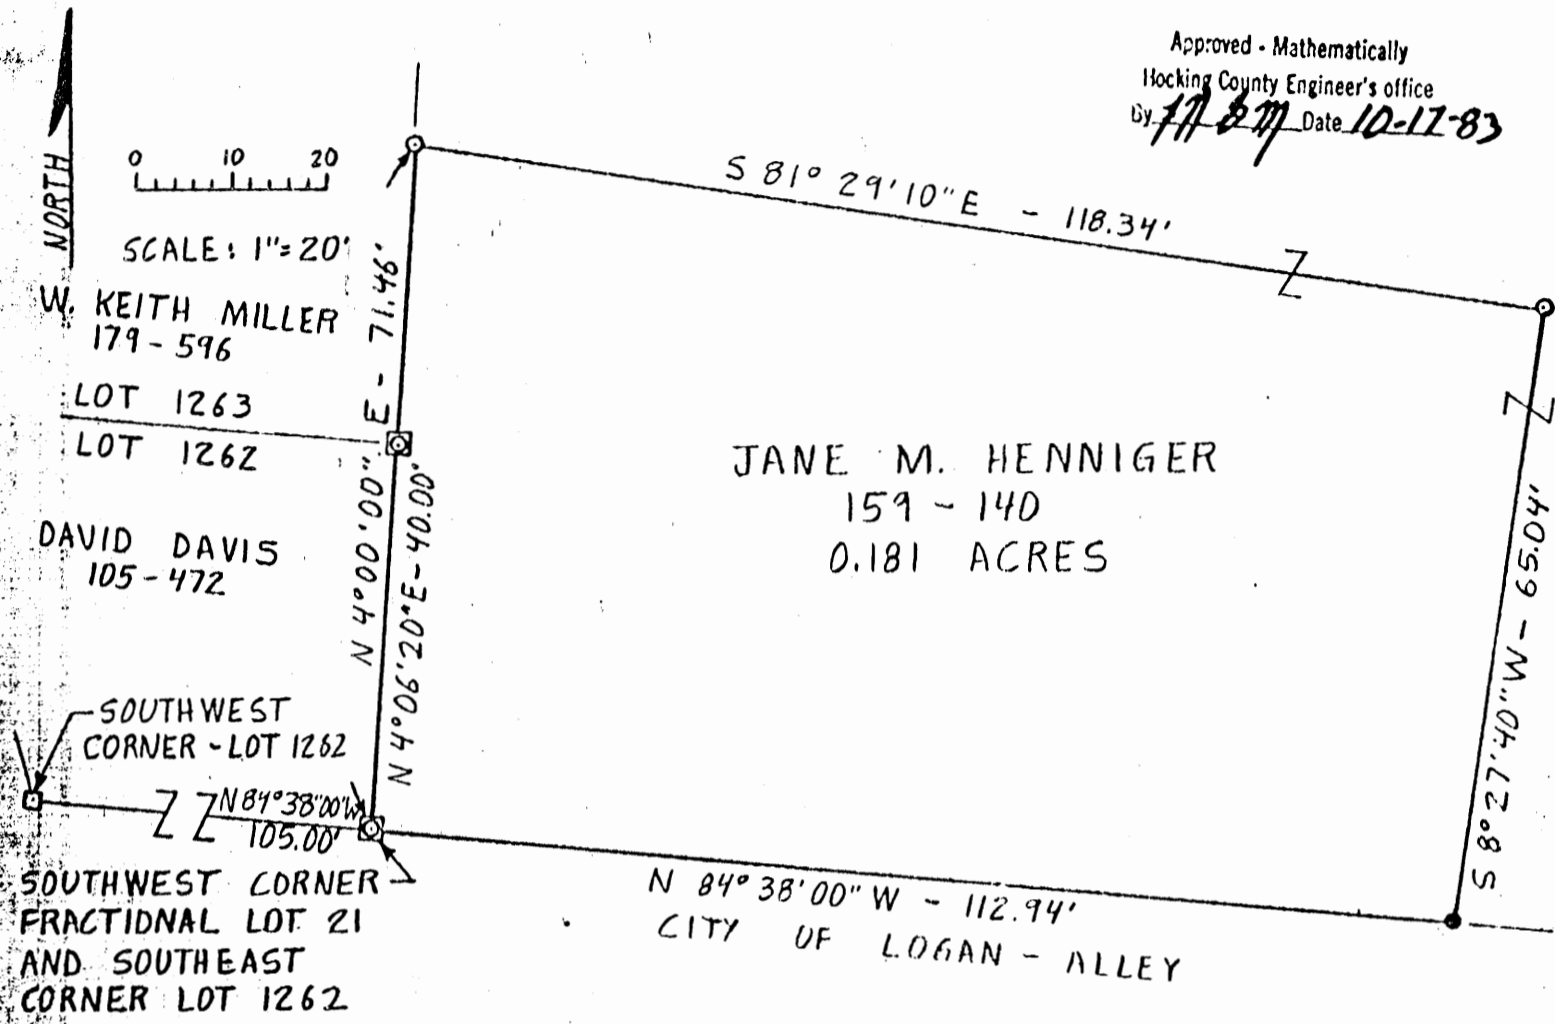 Approved - Mathematically
Hocking County Engineer's office
By Date 10-17-83
NORTH
0 10 20
SCALE: 1"=20'
W. KEITH MILLER
179-596
LOT 1263
LOT 1262
DAVID DAVIS
105-472
SOUTHWEST
CORNER - LOT 1262
N 84°38'00"W
105.00'
SOUTHWEST CORNER
FRACTIONAL LOT 21
AND SOUTHEAST
CORNER LOT 1262
N 4°00'00" E - 71.46'
N 4°06'20"E-40.00'
S 81° 29'10"E - 118.34'
JANE M. HENNIGER
159-140
0.181 ACRES
S 8°27'40"W - 65.04'
N 84°38'00"W - 112.94'
CITY OF LOGAN - ALLEY